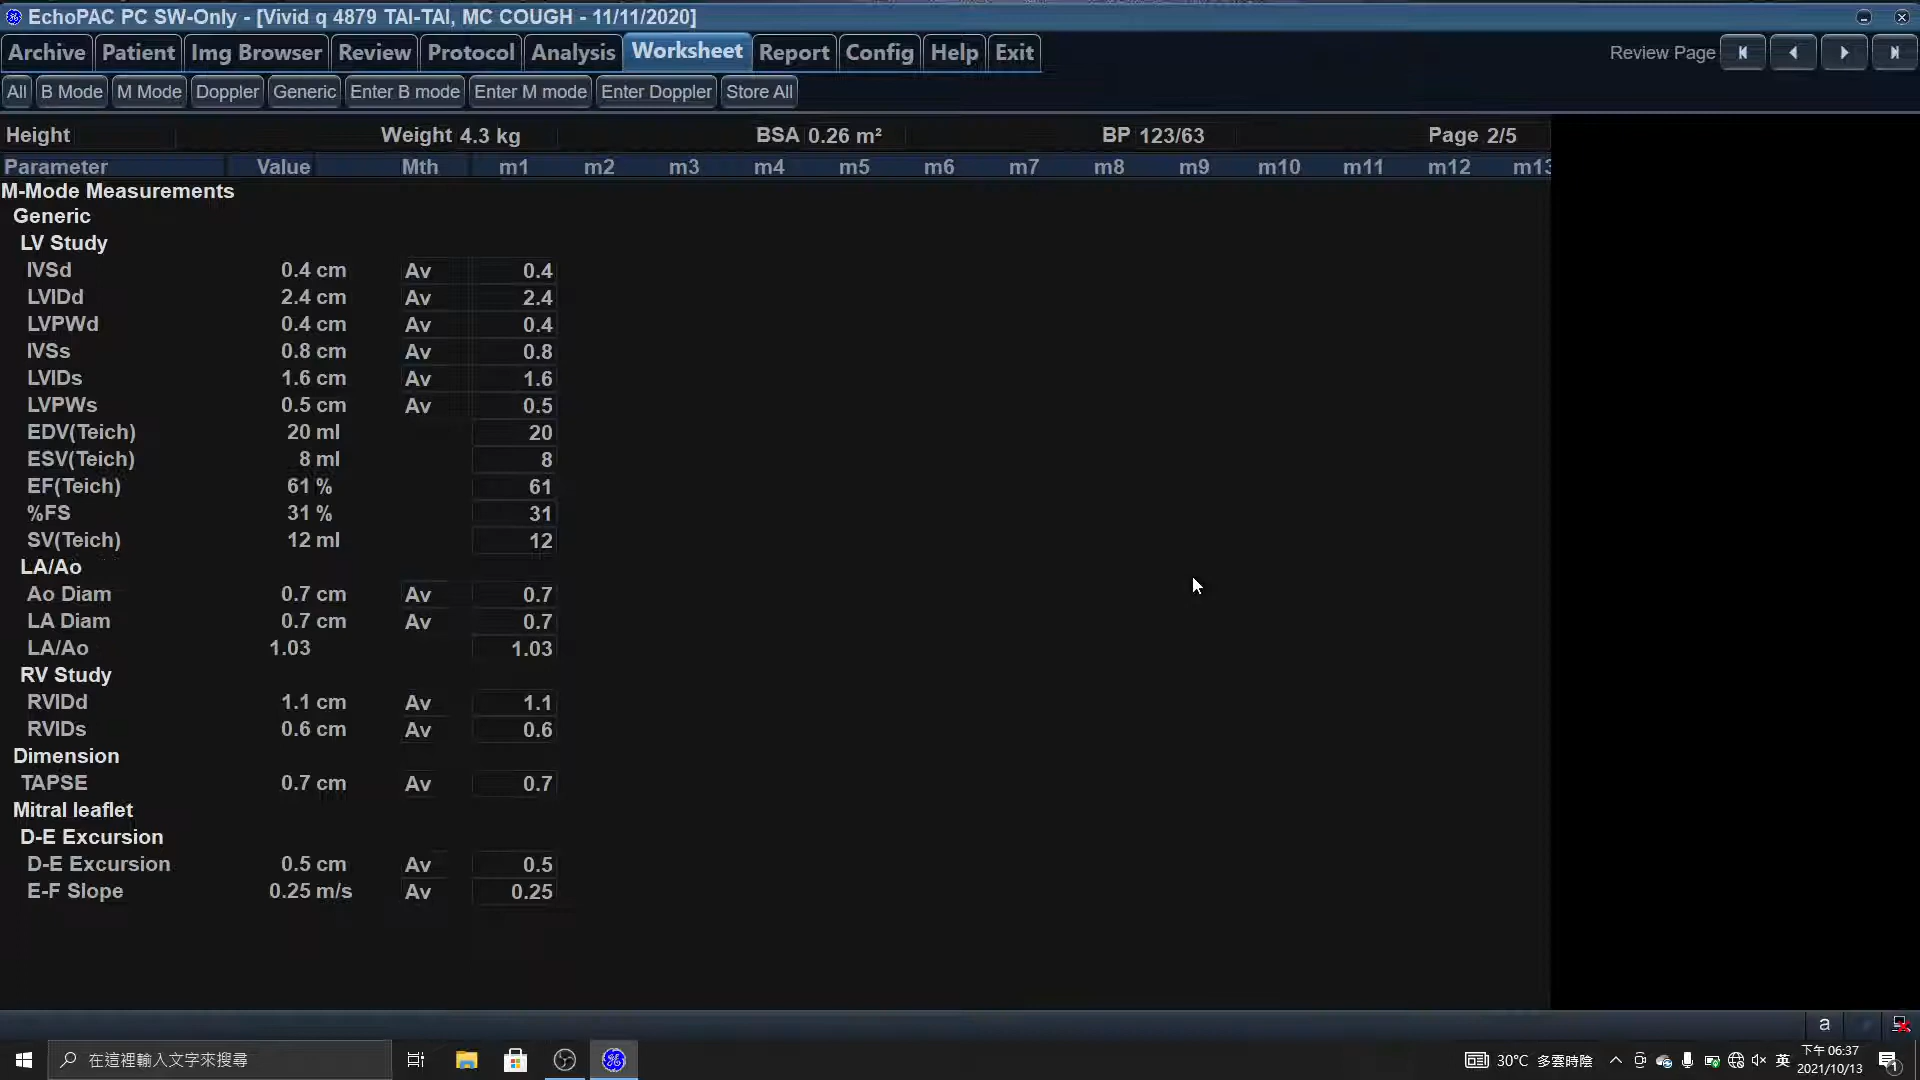 EchoPAC PC SW-Only - [Vivid q 4879 TAI-TAI, MC COUGH - 11/11/2020]
Archive Patient Img Browser Review Protocol Analysis Worksheet Report Config Help Exit Review Page
All B Mode M Mode Doppler Generic Enter B mode Enter M mode Enter Doppler Store All
Height Weight 4.3 kg BSA 0.26 m² BP 123/63 Page 2/5
Parameter Value Mth m1 m2 m3 m4 m5 m6 m7 m8 m9 m10 m11 m12 m13
M-Mode Measurements
Generic
LV Study
IVSd 0.4 cm Av 0.4
LVIDd 2.4 cm Av 2.4
LVPWd 0.4 cm Av 0.4
IVSs 0.8 cm Av 0.8
LVIDs 1.6 cm Av 1.6
LVPWs 0.5 cm Av 0.5
EDV(Teich) 20 ml 20
ESV(Teich) 8 ml 8
EF(Teich) 61 % 61
%FS 31 % 31
SV(Teich) 12 ml 12
LA/Ao
Ao Diam 0.7 cm Av 0.7
LA Diam 0.7 cm Av 0.7
LA/Ao 1.03 1.03
RV Study
RVIDd 1.1 cm Av 1.1
RVIDs 0.6 cm Av 0.6
Dimension
TAPSE 0.7 cm Av 0.7
Mitral leaflet
D-E Excursion
D-E Excursion 0.5 cm Av 0.5
E-F Slope 0.25 m/s Av 0.25
a
在這裡輸入文字來搜尋 30°C 多雲時陰 英 下午 06:37
2021/10/13 1